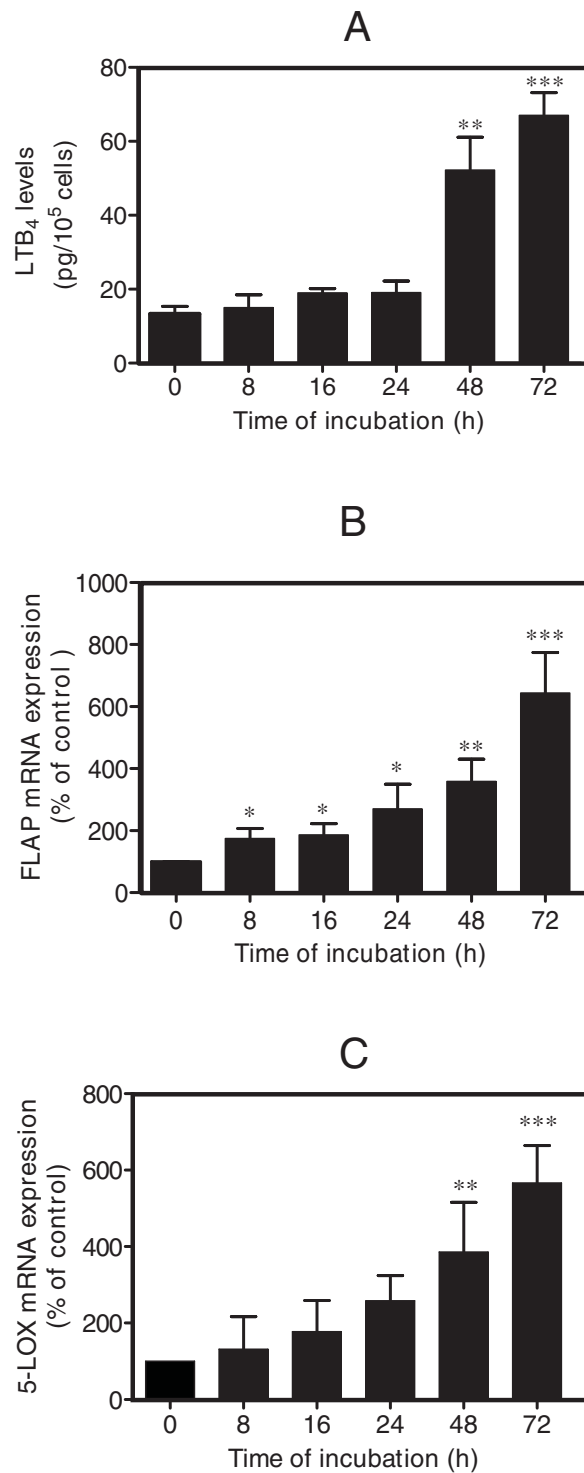 A
LTB4 levels
(pg/10^5 cells)
80
60
40
20
0
**
***
0 8 16 24 48 72
Time of incubation (h)
B
FLAP mRNA expression
(% of control)
1000
800
600
400
200
0
* * * ** ***
0 8 16 24 48 72
Time of incubation (h)
C
5-LOX mRNA expression
(% of control)
800
600
400
200
0
** ***
0 8 16 24 48 72
Time of incubation (h)